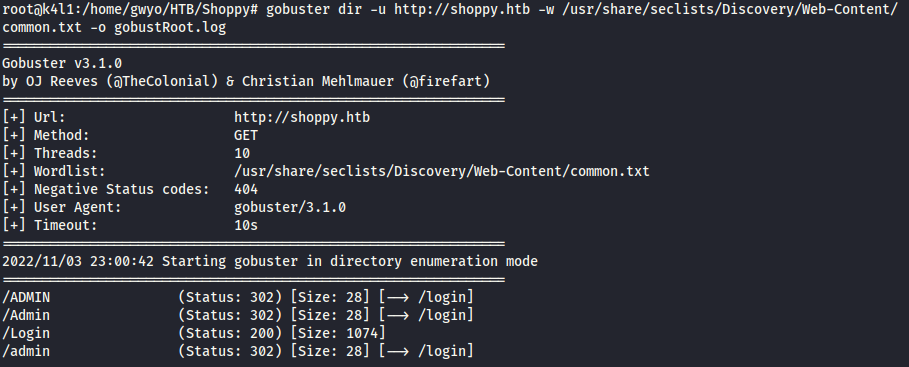 root@k4l1:/home/gwyo/HTB/Shoppy# gobuster dir -u http://shoppy.htb -w /usr/share/seclists/Discovery/Web-Content/
common.txt -o gobustRoot.log
===============================================================
Gobuster v3.1.0
by OJ Reeves (@TheColonial) & Christian Mehlmauer (@firefart)
===============================================================
[+] Url:                     http://shoppy.htb
[+] Method:                  GET
[+] Threads:                 10
[+] Wordlist:                /usr/share/seclists/Discovery/Web-Content/common.txt
[+] Negative Status codes:   404
[+] User Agent:              gobuster/3.1.0
[+] Timeout:                 10s
===============================================================
2022/11/03 23:00:42 Starting gobuster in directory enumeration mode
===============================================================
/ADMIN                (Status: 302) [Size: 28] [--> /login]
/Admin                (Status: 302) [Size: 28] [--> /login]
/Login                (Status: 200) [Size: 1074]
/admin                (Status: 302) [Size: 28] [--> /login]